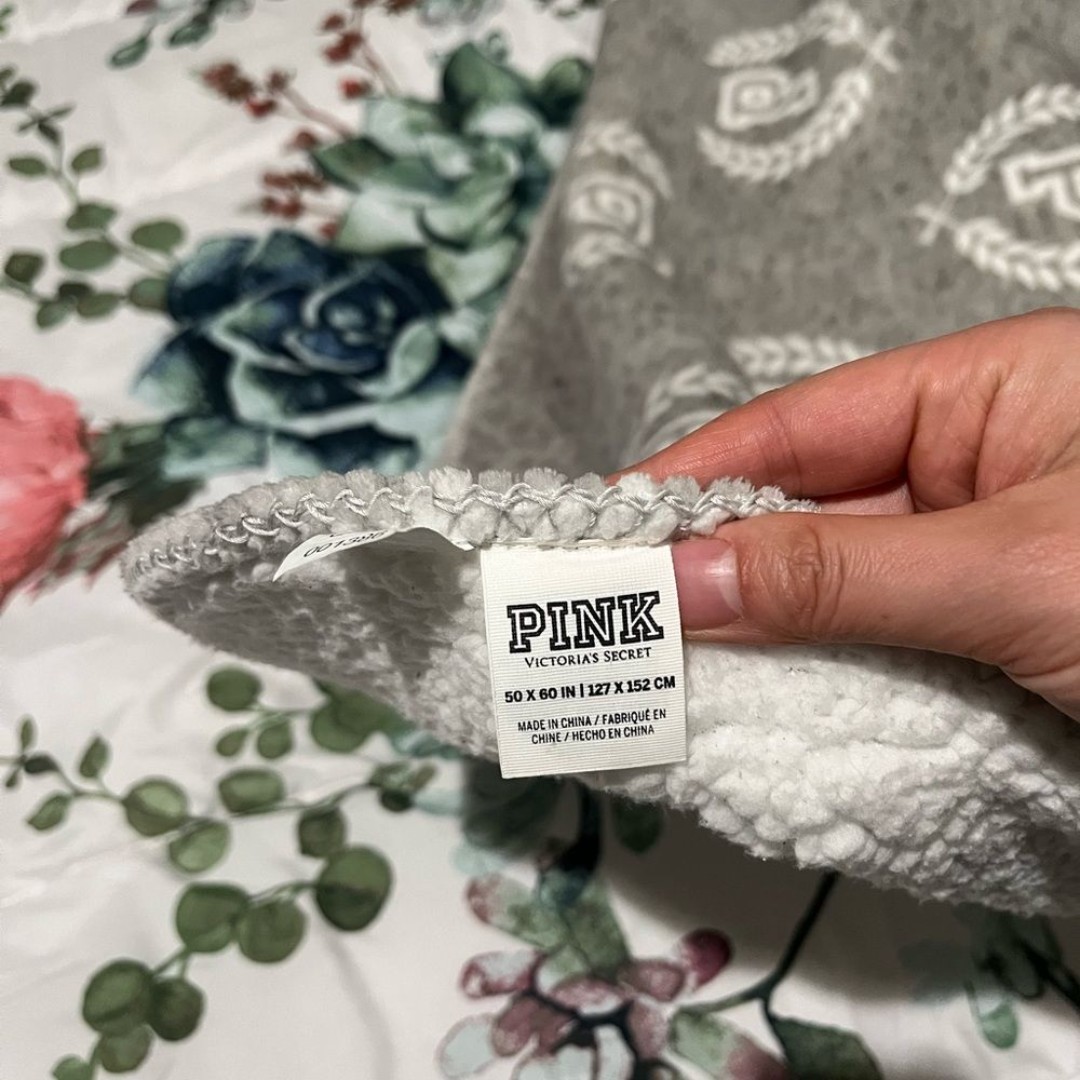 PINK
VICTORIA'S SECRET
50 X 60 IN | 127 X 152 CM
MADE IN CHINA / FABRIQUÉ EN
CHINE / HECHO EN CHINA